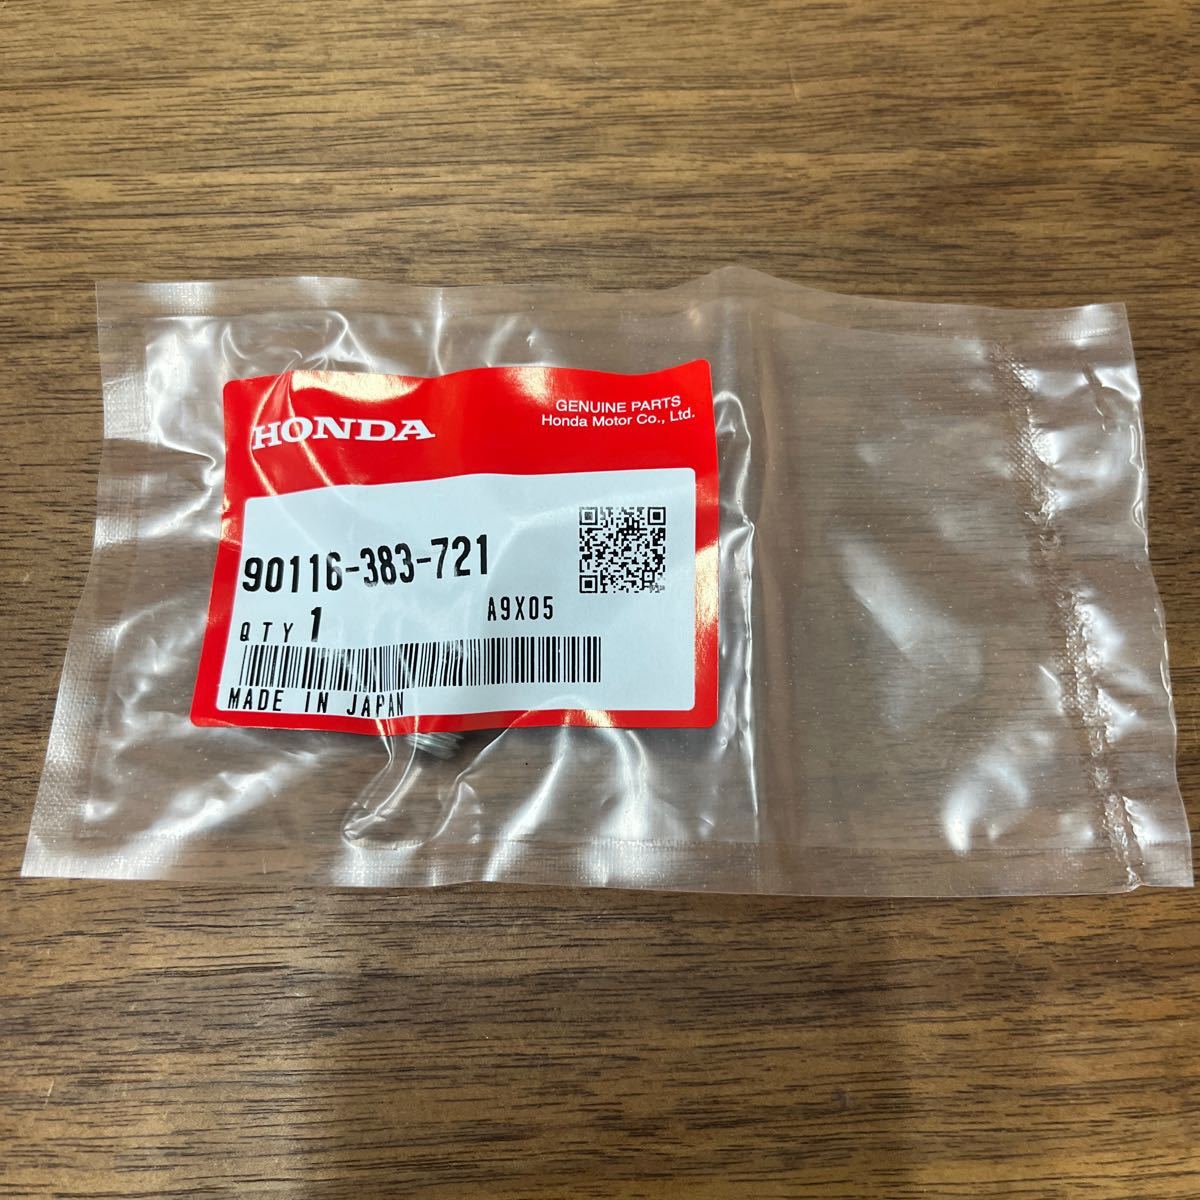 HONDA
GENUINE PARTS
Honda Motor Co., Ltd.
90116-383-721
QTY 1
A9X05
MADE IN JAPAN